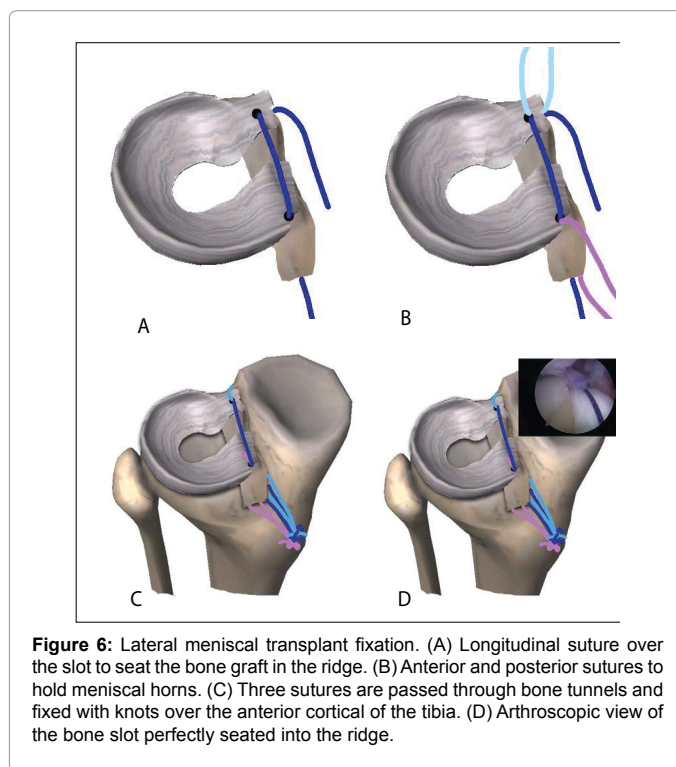 A
B
C
D
Figure 6: Lateral meniscal transplant fixation. (A) Longitudinal suture over
the slot to seat the bone graft in the ridge. (B) Anterior and posterior sutures to
hold meniscal horns. (C) Three sutures are passed through bone tunnels and
fixed with knots over the anterior cortical of the tibia. (D) Arthroscopic view of
the bone slot perfectly seated into the ridge.